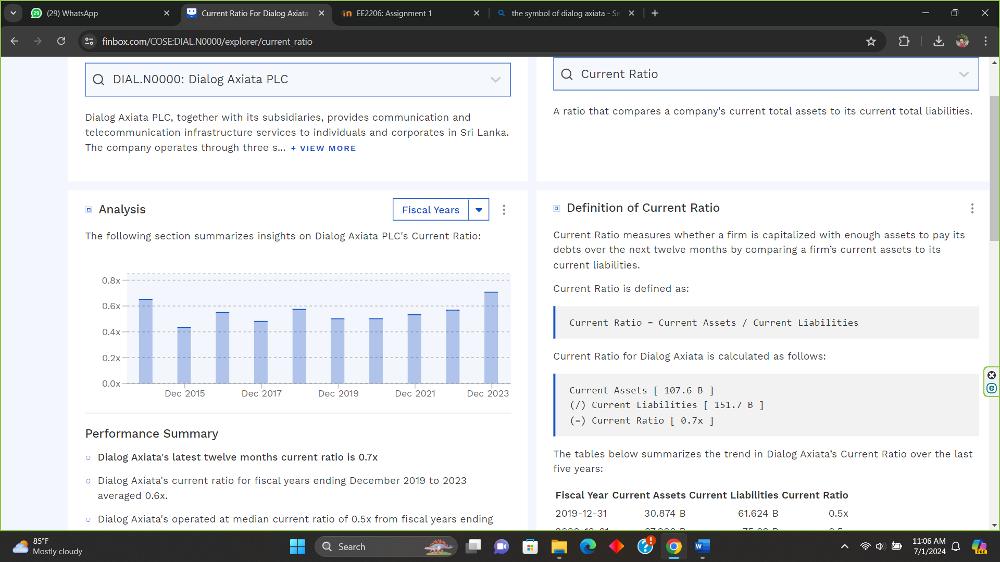 29
(29) WhatsApp
Current Ratio For Dialog Axiata
EE2206: Assignment 1
the symbol of dialog axiata - Se
finbox.com/COSE:DIAL.N0000/explorer/current_ratio
DIAL.N0000: Dialog Axiata PLC
Dialog Axiata PLC, together with its subsidiaries, provides communication and
telecommunication infrastructure services to individuals and corporates in Sri Lanka.
The company operates through three s... + VIEW MORE
Current Ratio
A ratio that compares a company's current total assets to its current total liabilities.
Analysis
Fiscal Years
The following section summarizes insights on Dialog Axiata PLC's Current Ratio:
0.8x
0.6x
0.4x
0.2x
0.0x
Dec 2015
Dec 2017
Dec 2019
Dec 2021
Dec 2023
Performance Summary
Dialog Axiata's latest twelve months current ratio is 0.7x
Dialog Axiata's current ratio for fiscal years ending December 2019 to 2023
averaged 0.6x.
Dialog Axiata's operated at median current ratio of 0.5x from fiscal years ending
Definition of Current Ratio
Current Ratio measures whether a firm is capitalized with enough assets to pay its
debts over the next twelve months by comparing a firm’s current assets to its
current liabilities.
Current Ratio is defined as:
Current Ratio = Current Assets / Current Liabilities
Current Ratio for Dialog Axiata is calculated as follows:
Current Assets [ 107.6 B ]
(/) Current Liabilities [ 151.7 B ]
(=) Current Ratio [ 0.7x ]
The tables below summarizes the trend in Dialog Axiata’s Current Ratio over the last
five years:
Fiscal Year Current Assets Current Liabilities Current Ratio
2019-12-31 30.874 B 61.624 B 0.5x
85°F
Mostly cloudy
Search
11:06 AM
7/1/2024
PRE